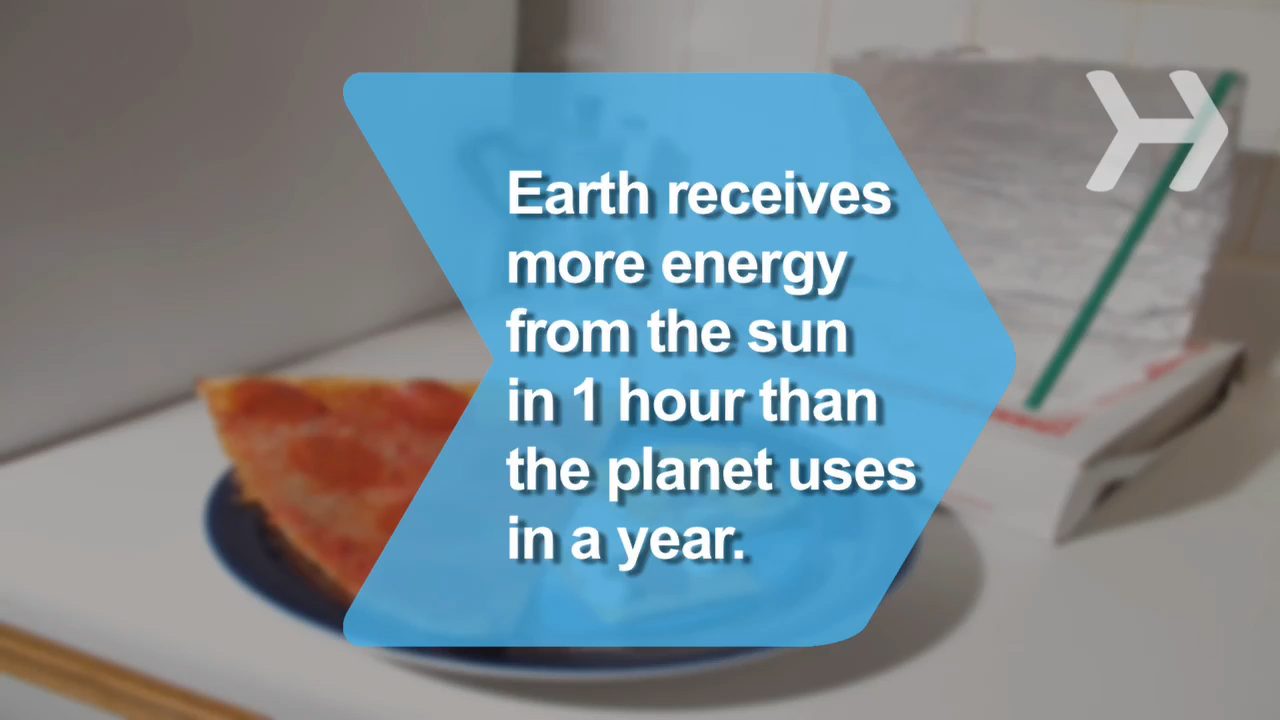 Earth receives
more energy
from the sun
in 1 hour than
the planet uses
in a year.